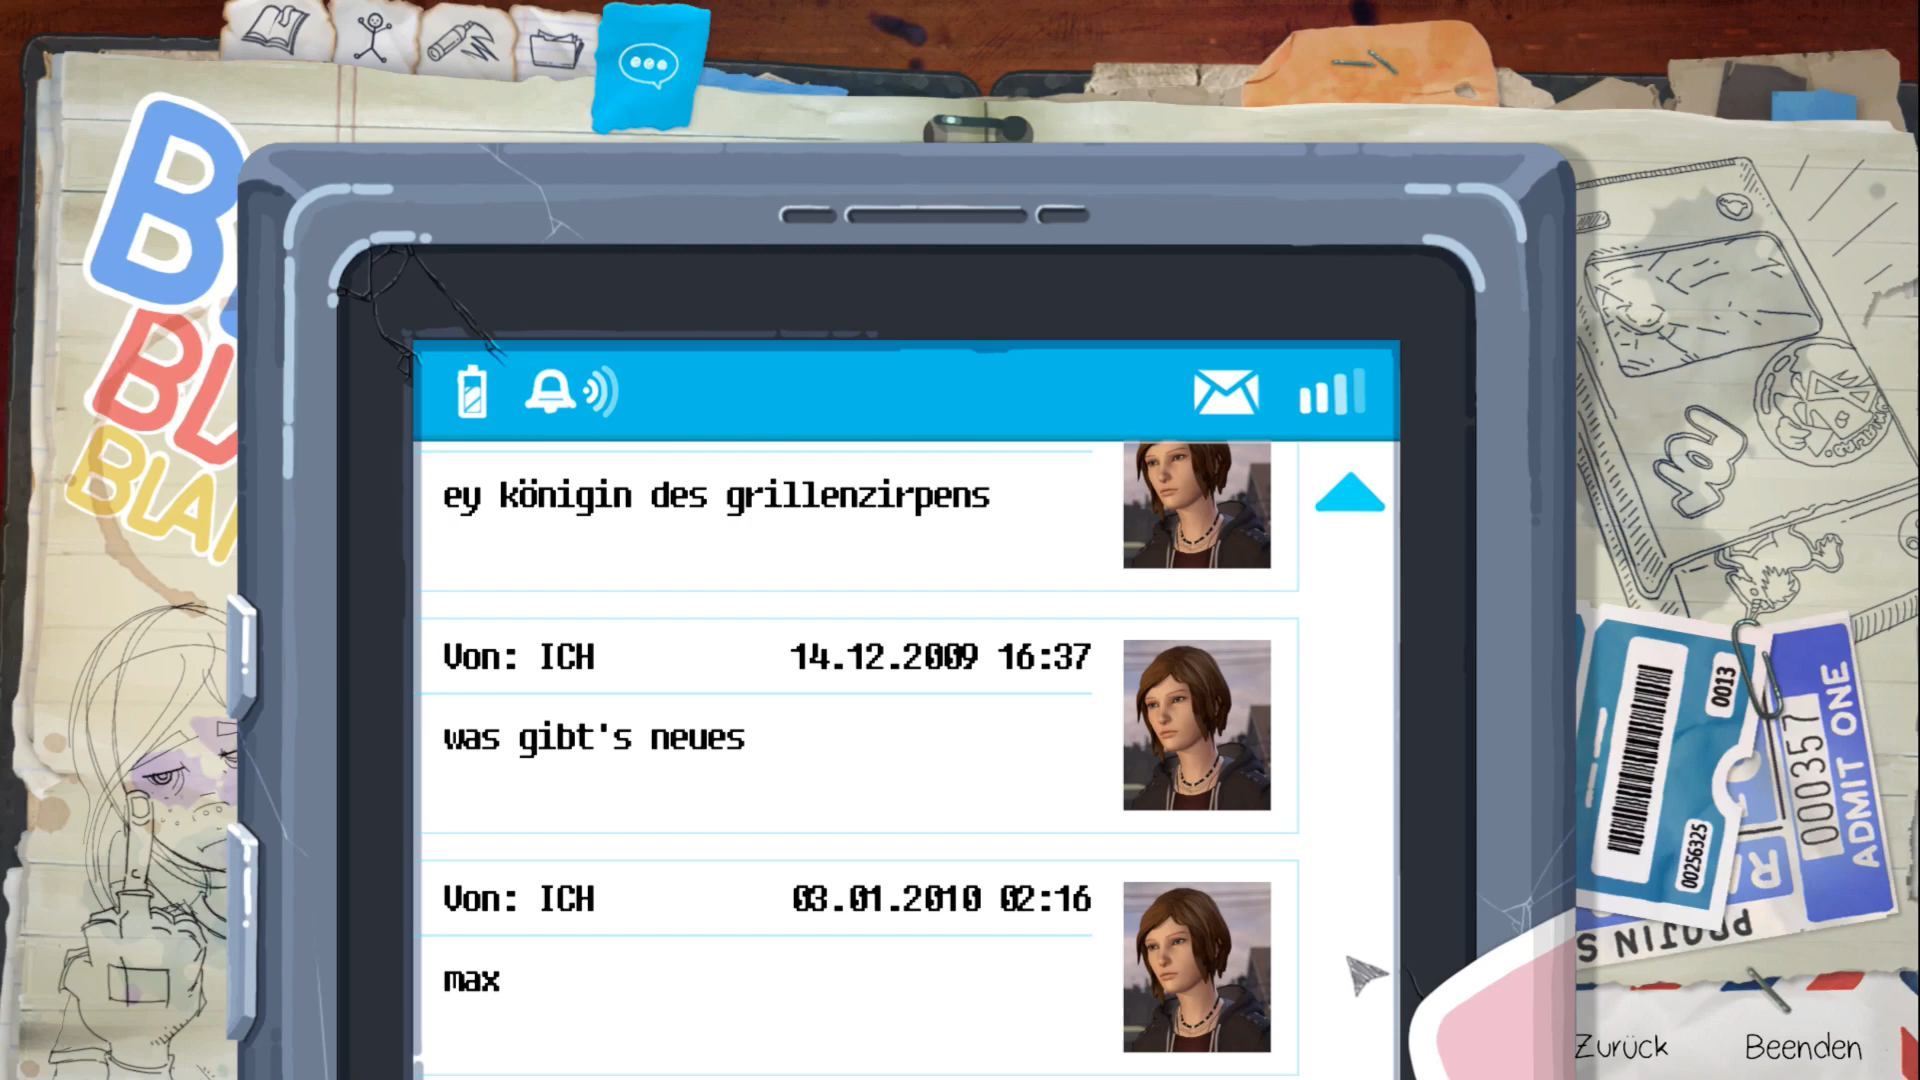 ey königin des grillenzirpens
Von: ICH 14.12.2009 16:37
was gibt's neues
Von: ICH 03.01.2010 02:16
max
0013
00256325
000357
ADMIT ONE
Zurück Beenden